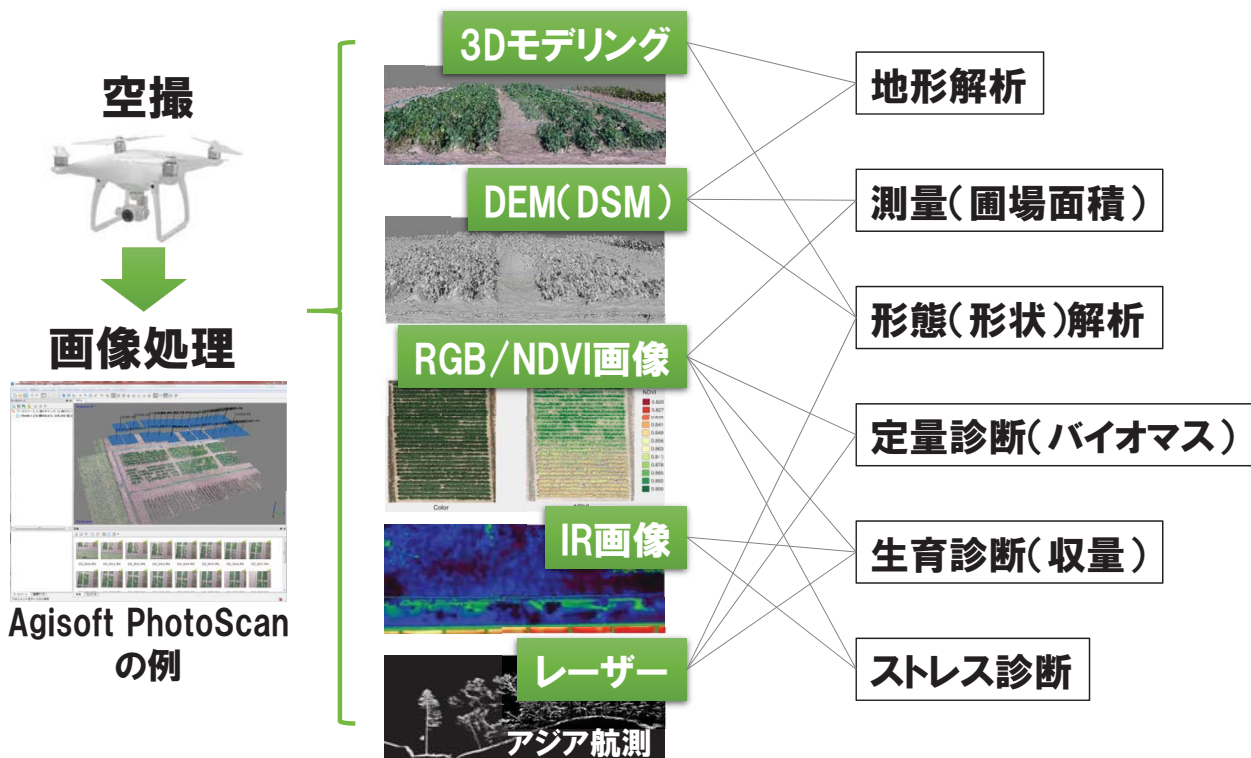 空撮
画像処理
Agisoft PhotoScan
の例
3Dモデリング
DEM(DSM)
RGB/NDVI画像
NDVI
Color
IR画像
レーザー
アジア航測
地形解析
測量(圃場面積)
形態(形状)解析
定量診断(バイオマス)
生育診断(収量)
ストレス診断